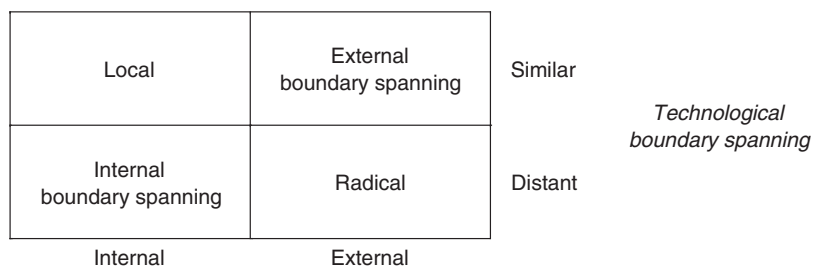 Local
External
boundary spanning
Similar
Technological
boundary spanning
Internal
boundary spanning
Radical
Distant
Internal
External